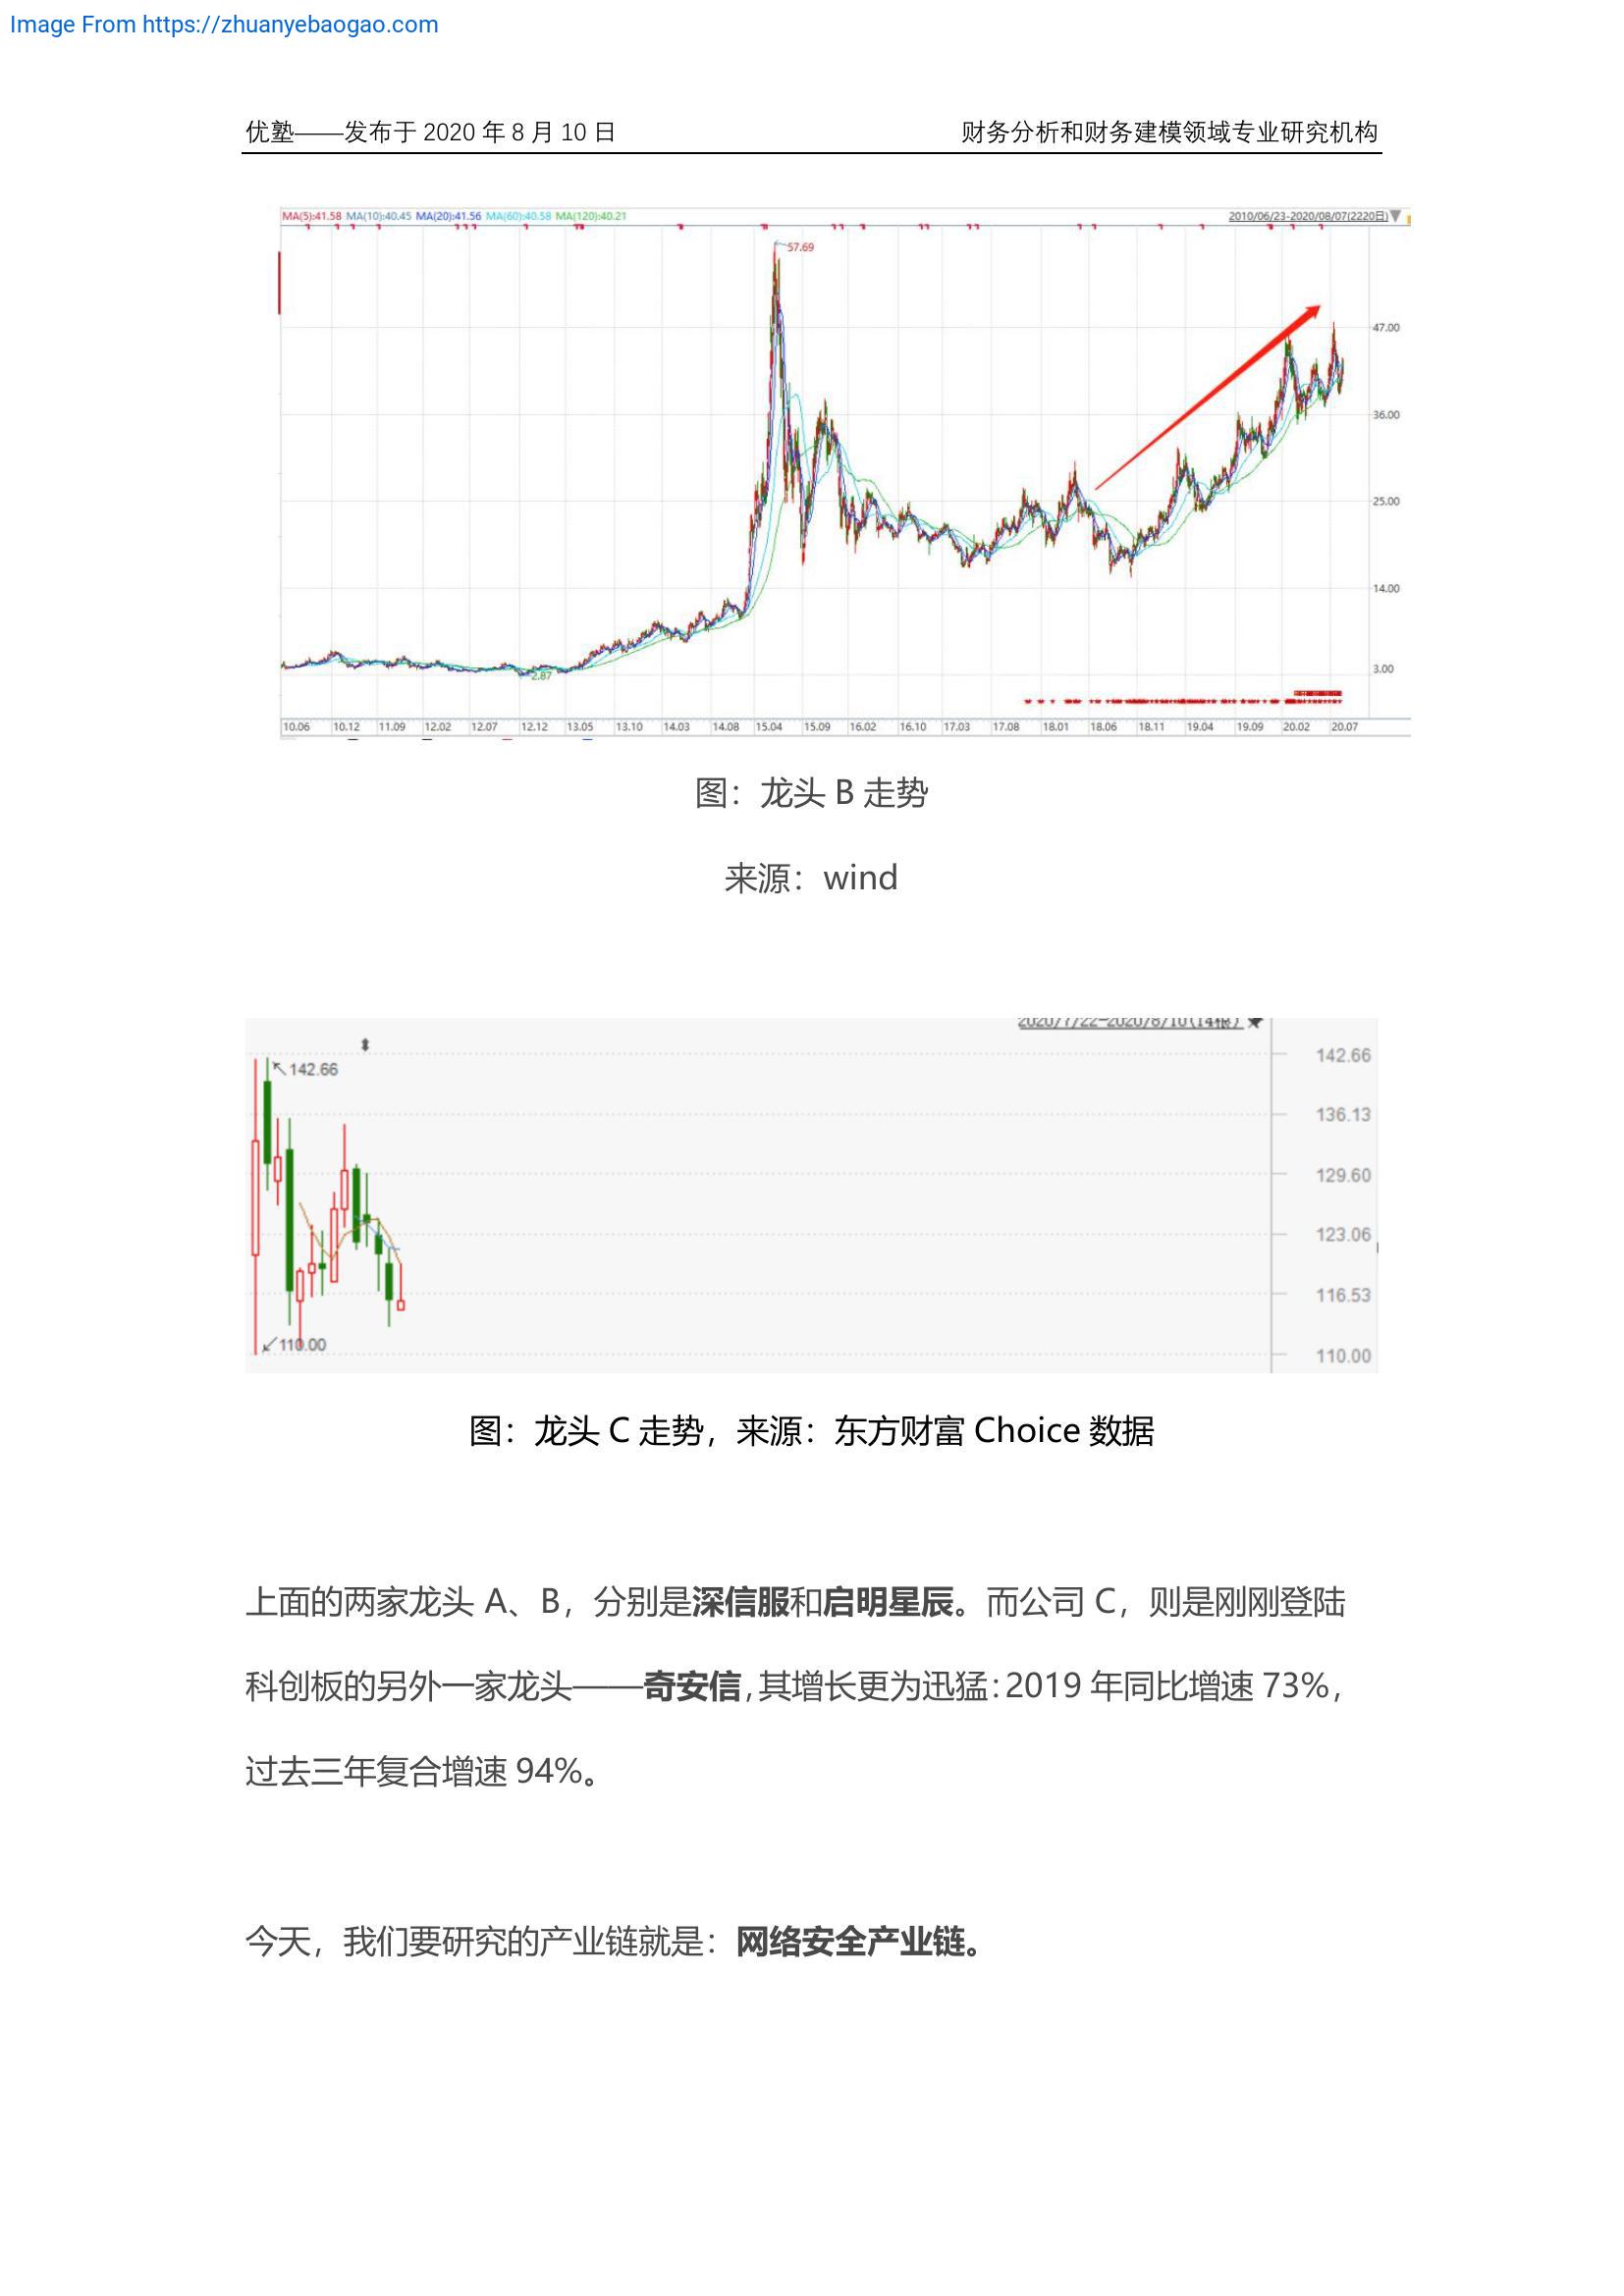 Image From https://zhuanyebaogao.com
优塾——发布于 2020 年 8 月 10 日 财务分析和财务建模领域专业研究机构
MA(5):41.58 MA(10):40.45 MA(20):41.56 MA(60):40.58 MA(120):40.21 2010/06/23-2020/08/07(2220日)▼
57.69
47.00
36.00
25.00
14.00
3.00
2.87
10.06 10.12 11.09 12.02 12.07 12.12 13.05 13.10 14.03 14.08 15.04 15.09 16.02 16.10 17.03 17.08 18.01 18.06 18.11 19.04 19.09 20.02 20.07
图：龙头 B 走势
来源：wind
2020/7/22-2020/8/10(14根)
142.66
142.66
136.13
129.60
123.06
116.53
110.00
110.00
图：龙头 C 走势，来源：东方财富 Choice 数据
上面的两家龙头 A、B，分别是深信服和启明星辰。而公司 C，则是刚刚登陆
科创板的另外一家龙头——奇安信，其增长更为迅猛：2019 年同比增速 73%，
过去三年复合增速 94%。
今天，我们要研究的产业链就是：网络安全产业链。